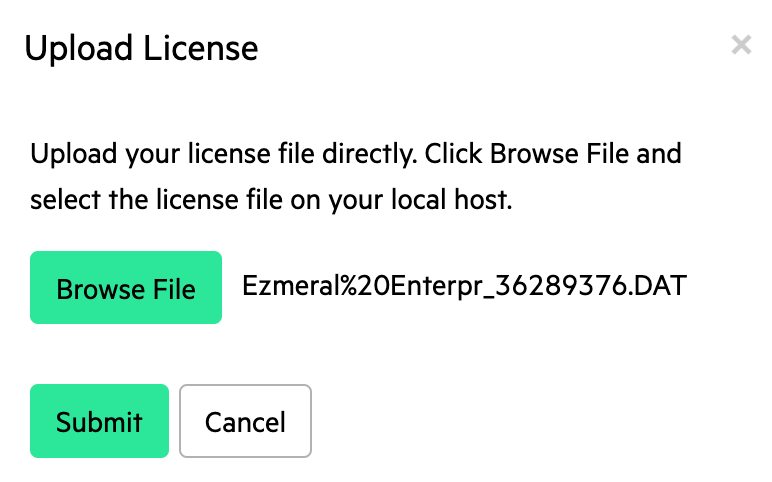 Upload License
Upload your license file directly. Click Browse File and
select the license file on your local host.
Browse File Ezmeral%20Enterpr_36289376.DAT
Submit Cancel